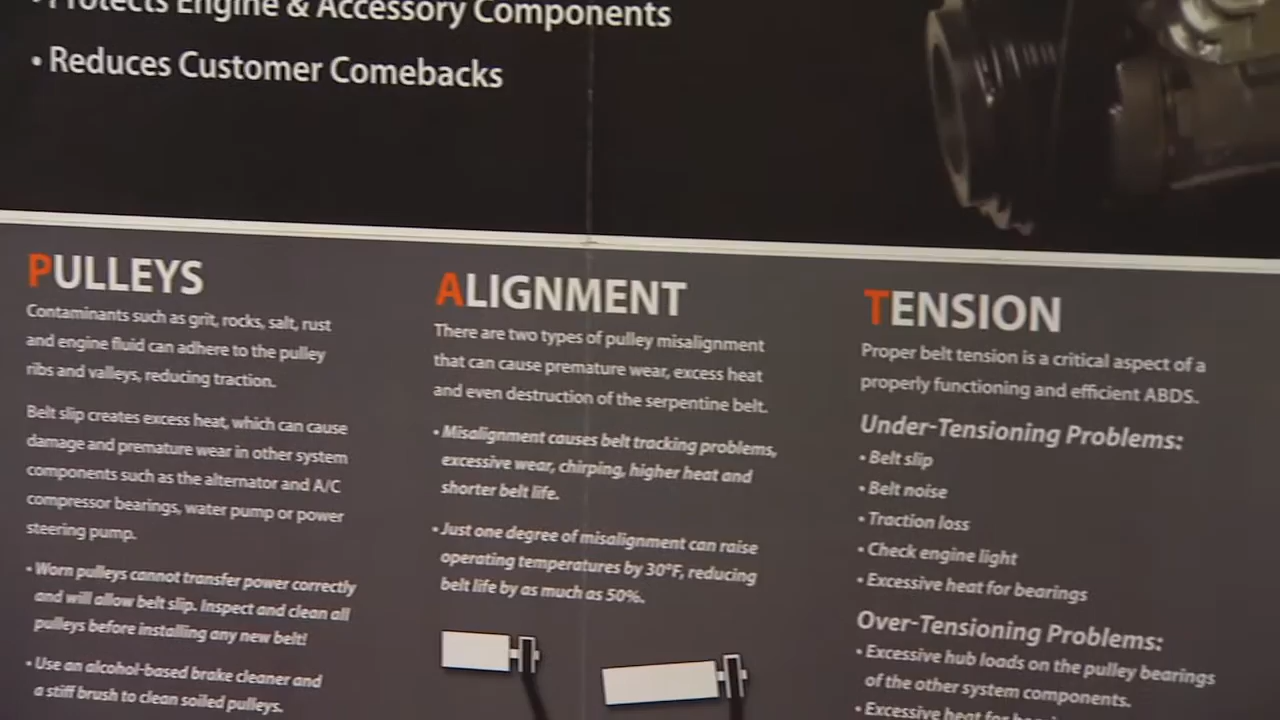 • Protects Engine & Accessory Components
• Reduces Customer Comebacks
PULLEYS
Contaminants such as grit, rocks, salt, rust
and engine fluid can adhere to the pulley
ribs and valleys, reducing traction.
Belt slip creates excess heat, which can cause
damage and premature wear in other system
components such as the alternator and A/C
compressor bearings, water pump or power
steering pump.
• Worn pulleys cannot transfer power correctly
and will allow belt slip. Inspect and clean all
pulleys before installing any new belt!
• Use an alcohol-based brake cleaner and
a stiff brush to clean soiled pulleys.
ALIGNMENT
There are two types of pulley misalignment
that can cause premature wear, excess heat
and even destruction of the serpentine belt.
• Misalignment causes belt tracking problems,
excessive wear, chirping, higher heat and
shorter belt life.
• Just one degree of misalignment can raise
operating temperatures by 30°F, reducing
belt life by as much as 50%.
TENSION
Proper belt tension is a critical aspect of a
properly functioning and efficient ABDS.
Under-Tensioning Problems:
• Belt slip
• Belt noise
• Traction loss
• Check engine light
• Excessive heat for bearings
Over-Tensioning Problems:
• Excessive hub loads on the pulley bearings
of the other system components.
• Excessive heat for